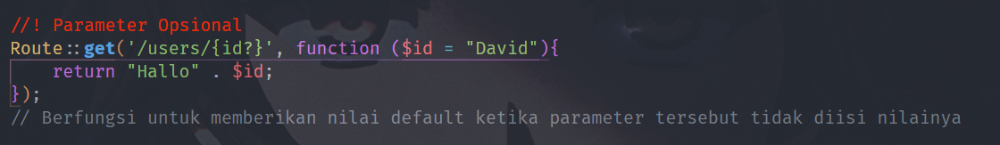 //! Parameter Opsional
Route::get('/users/{id?}', function ($id = "David"){
    return "Hallo" . $id;
});
// Berfungsi untuk memberikan nilai default ketika parameter tersebut tidak diisi nilainya